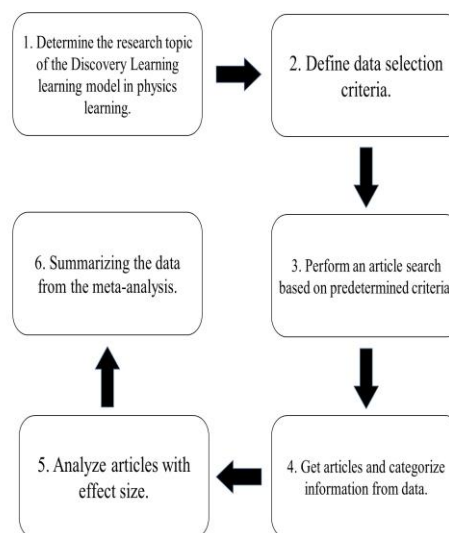 1. Determine the research topic
of the Discovery Learning
learning model in physics
learning.
2. Define data selection
criteria.
3. Perform an article search
based on predetermined criteria
4. Get articles and categorize
information from data.
5. Analyze articles with
effect size.
6. Summarizing the data
from the meta-analysis.